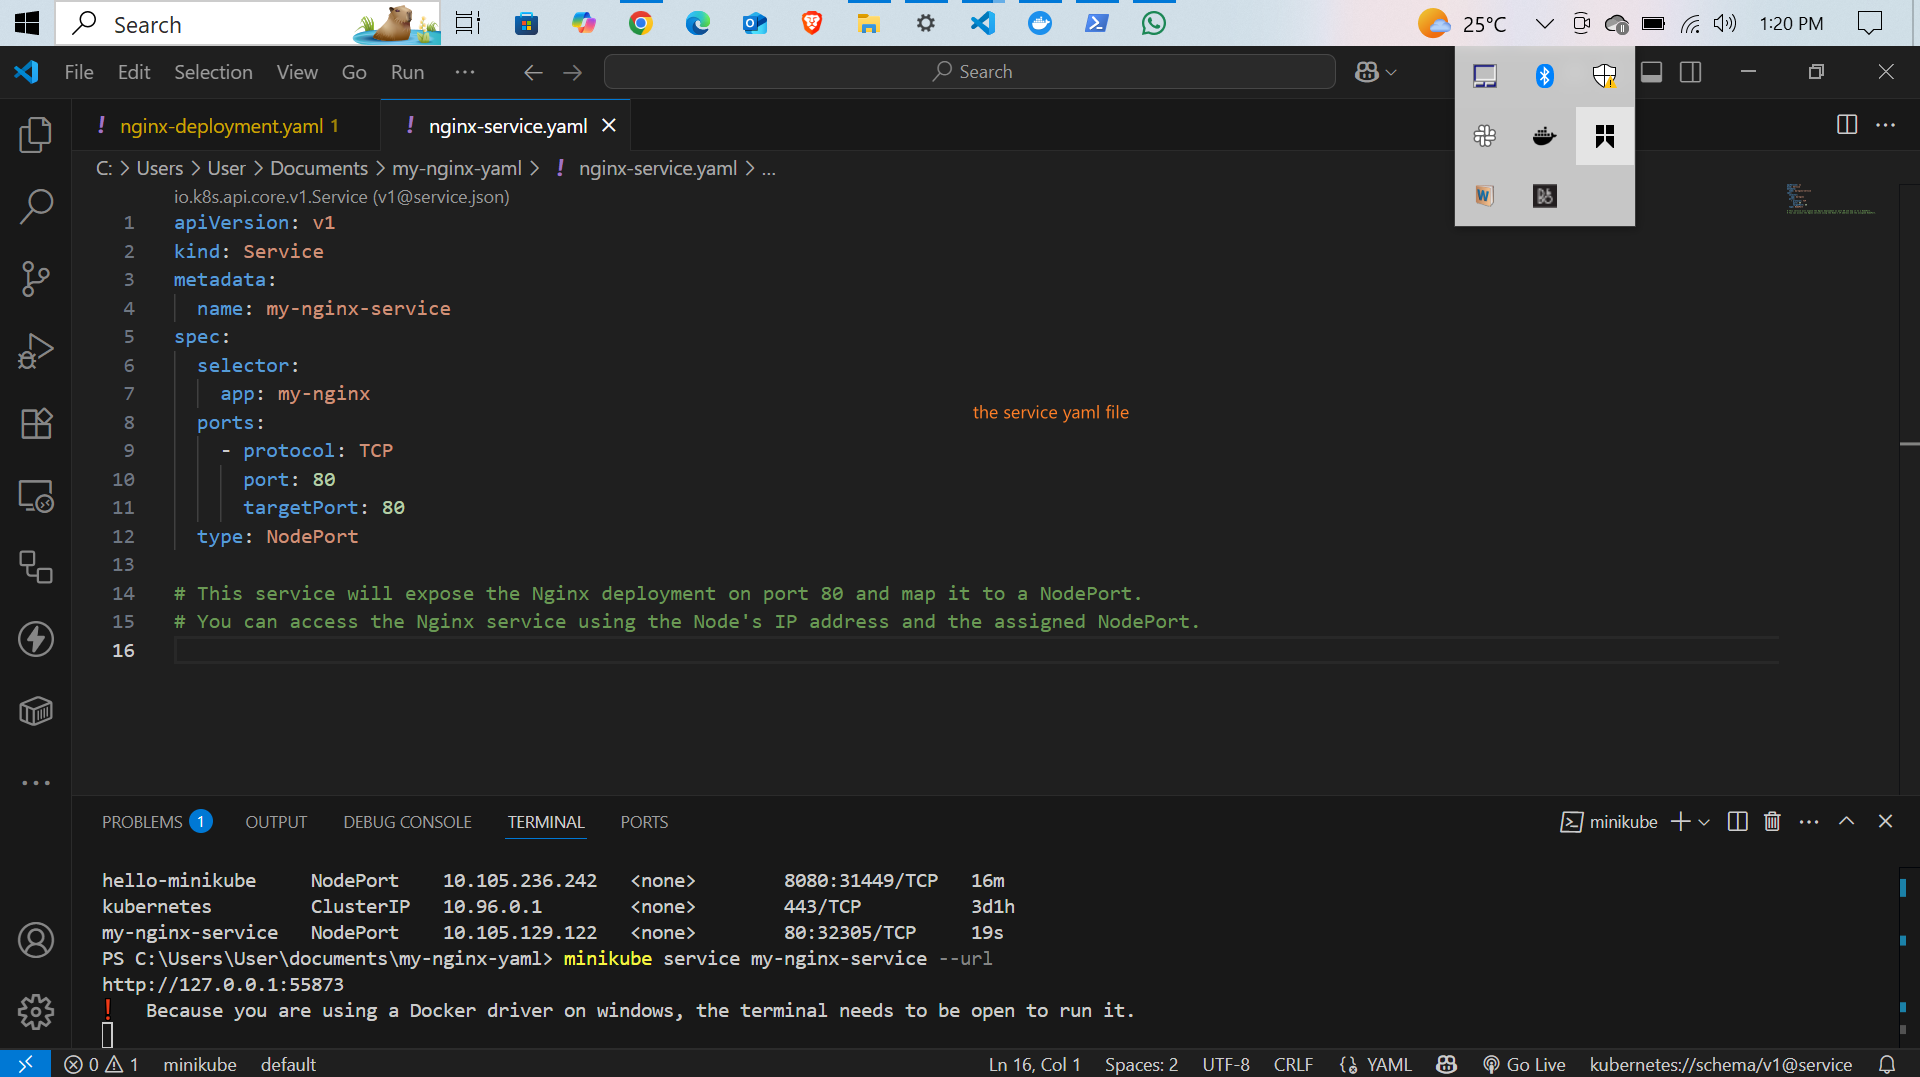 Search
25°C
1:20 PM
File Edit Selection View Go Run ···
Search
! nginx-deployment.yaml 1
! nginx-service.yaml
C: > Users > User > Documents > my-nginx-yaml > ! nginx-service.yaml > ...
io.k8s.api.core.v1.Service (v1@service.json)
1 apiVersion: v1
2 kind: Service
3 metadata:
4 name: my-nginx-service
5 spec:
6 selector:
7 app: my-nginx
8 ports:
9 - protocol: TCP
10 port: 80
11 targetPort: 80
12 type: NodePort
13
14 # This service will expose the Nginx deployment on port 80 and map it to a NodePort.
15 # You can access the Nginx service using the Node's IP address and the assigned NodePort.
16
the service yaml file
PROBLEMS 1 OUTPUT DEBUG CONSOLE TERMINAL PORTS
minikube
hello-minikube NodePort 10.105.236.242 <none> 8080:31449/TCP 16m
kubernetes ClusterIP 10.96.0.1 <none> 443/TCP 3d1h
my-nginx-service NodePort 10.105.129.122 <none> 80:32305/TCP 19s
PS C:\Users\User\documents\my-nginx-yaml> minikube service my-nginx-service --url
http://127.0.0.1:55873
! Because you are using a Docker driver on windows, the terminal needs to be open to run it.
0 1 minikube default
Ln 16, Col 1 Spaces: 2 UTF-8 CRLF YAML Go Live kubernetes://schema/v1@service